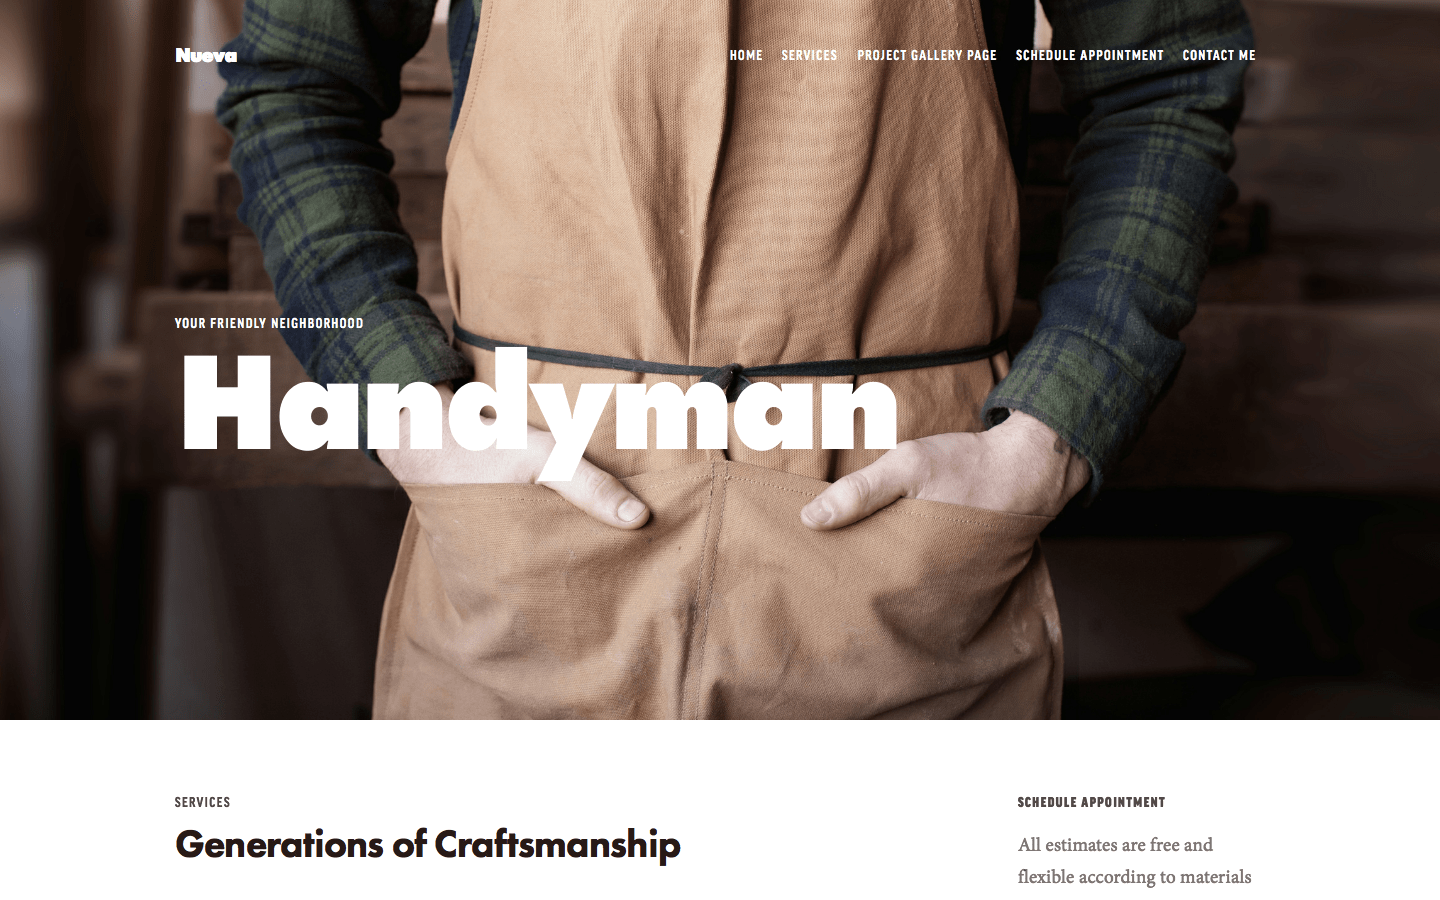 Nueva
HOME SERVICES PROJECT GALLERY PAGE SCHEDULE APPOINTMENT CONTACT ME
YOUR FRIENDLY NEIGHBORHOOD
Handyman
SERVICES
Generations of Craftsmanship
SCHEDULE APPOINTMENT
All estimates are free and
flexible according to materials